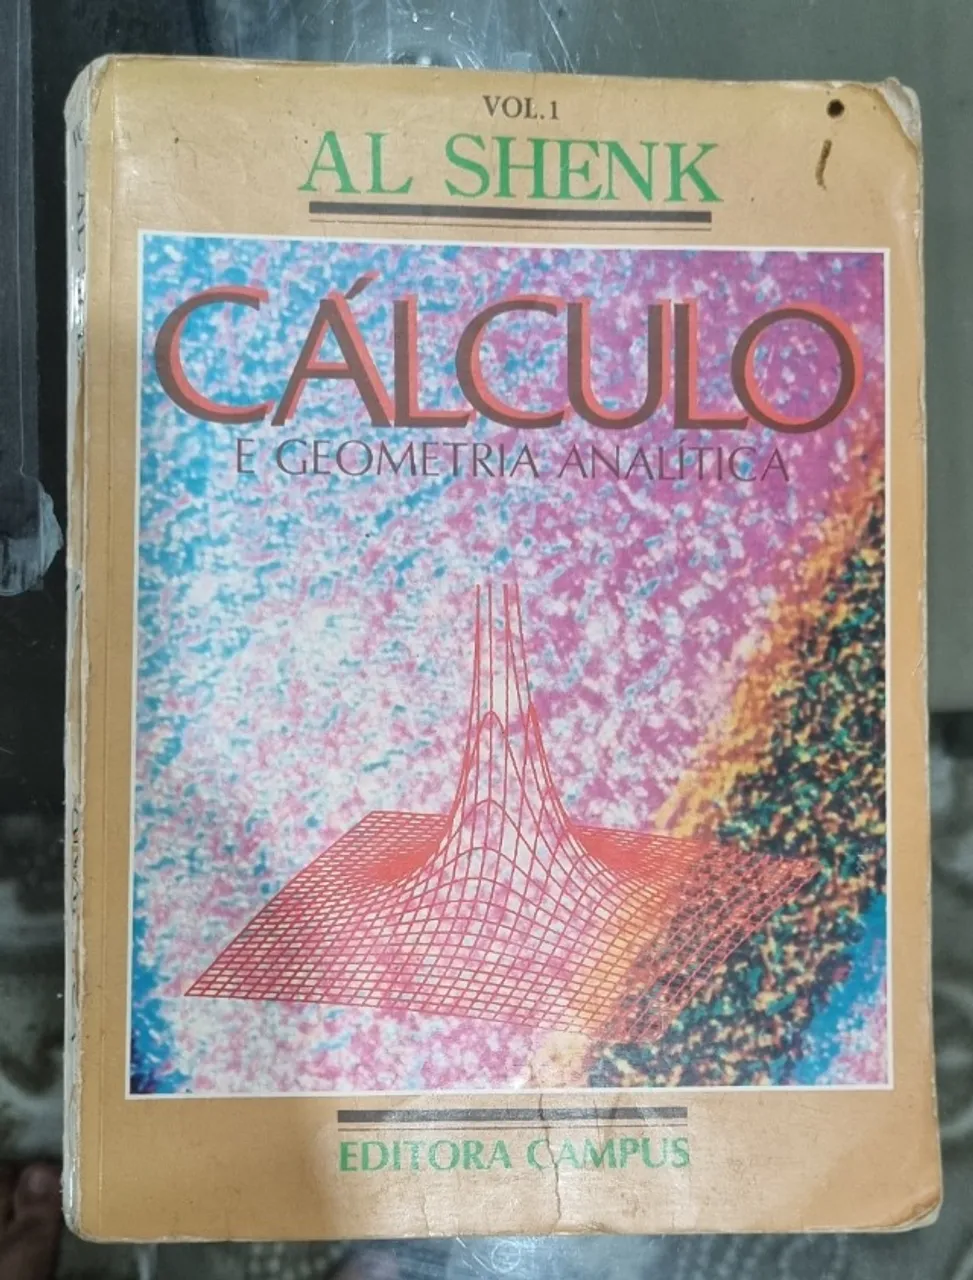 VOL.1
AL SHENK
CÁLCULO
E GEOMETRIA ANALÍTICA
EDITORA CAMPUS